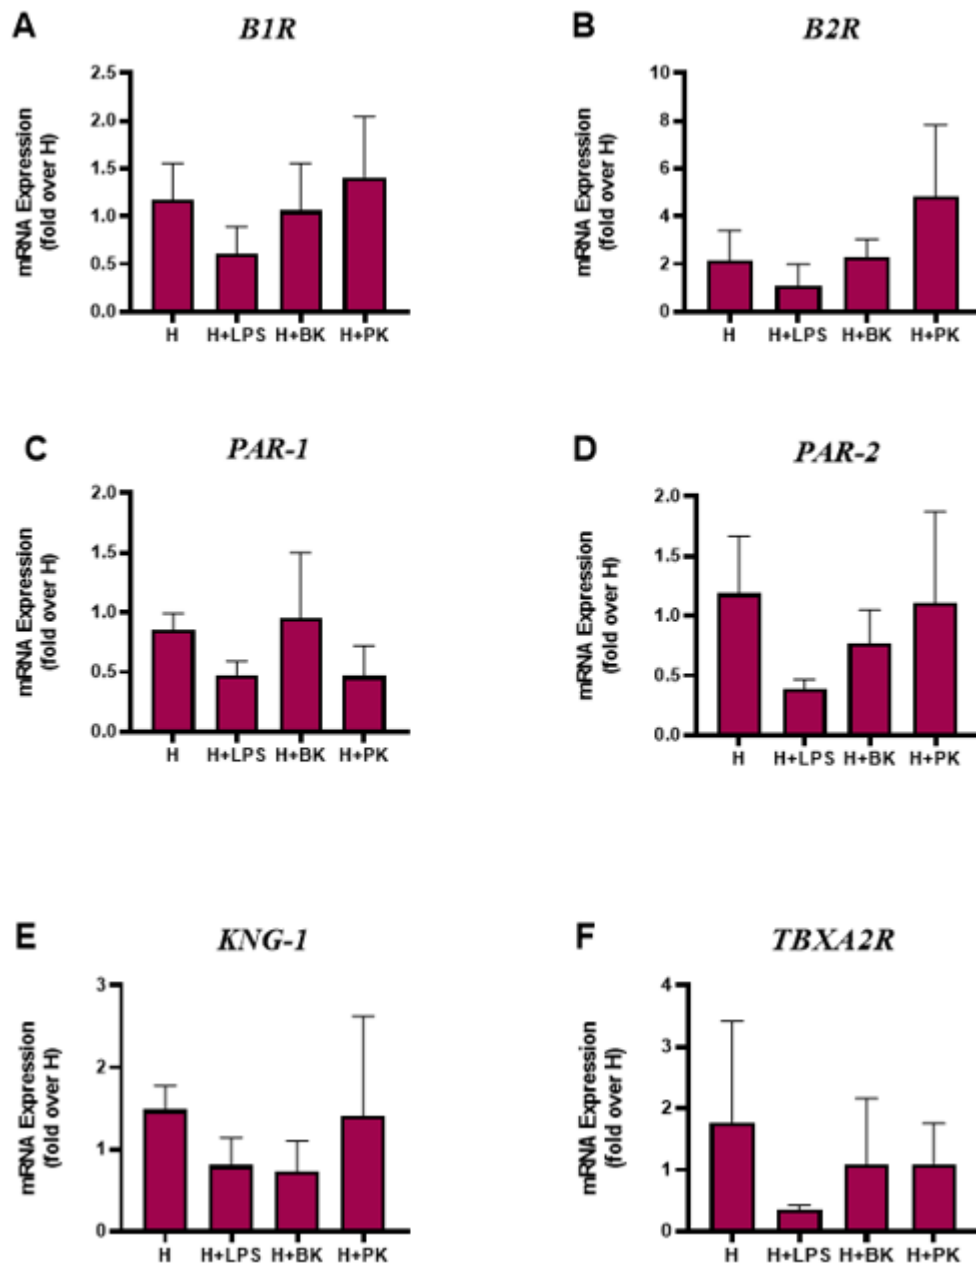 A
B1R
mRNA Expression
(fold over H)
2.5
2.0
1.5
1.0
0.5
0.0
H H+LPS H+BK H+PK
B
B2R
mRNA Expression
(fold over H)
10
8
6
4
2
0
H H+LPS H+BK H+PK
C
PAR-1
mRNA Expression
(fold over H)
2.0
1.5
1.0
0.5
0.0
H H+LPS H+BK H+PK
D
PAR-2
mRNA Expression
(fold over H)
2.0
1.5
1.0
0.5
0.0
H H+LPS H+BK H+PK
E
KNG-1
mRNA Expression
(fold over H)
3
2
1
0
H H+LPS H+BK H+PK
F
TBXA2R
mRNA Expression
(fold over H)
4
3
2
1
0
H H+LPS H+BK H+PK